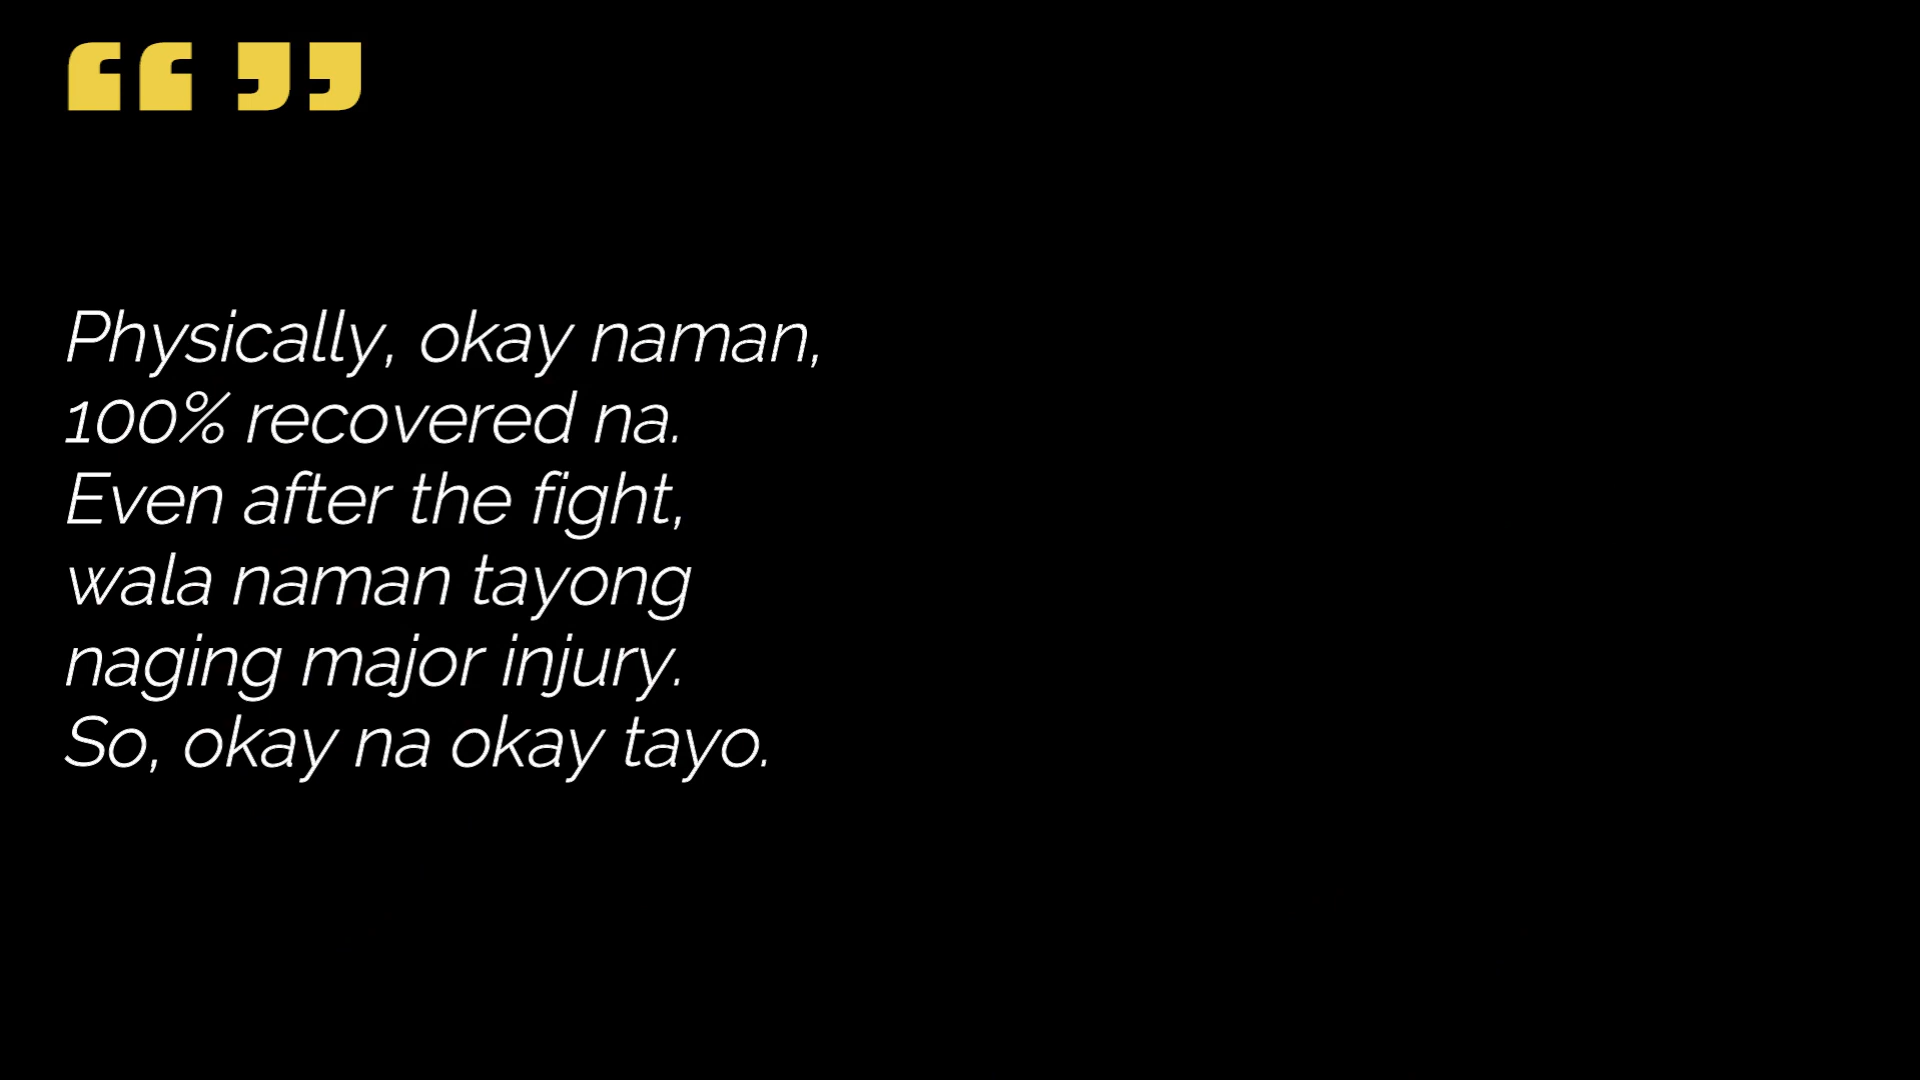 “ ”
Physically, okay naman,
100% recovered na.
Even after the fight,
wala naman tayong
naging major injury.
So, okay na okay tayo.